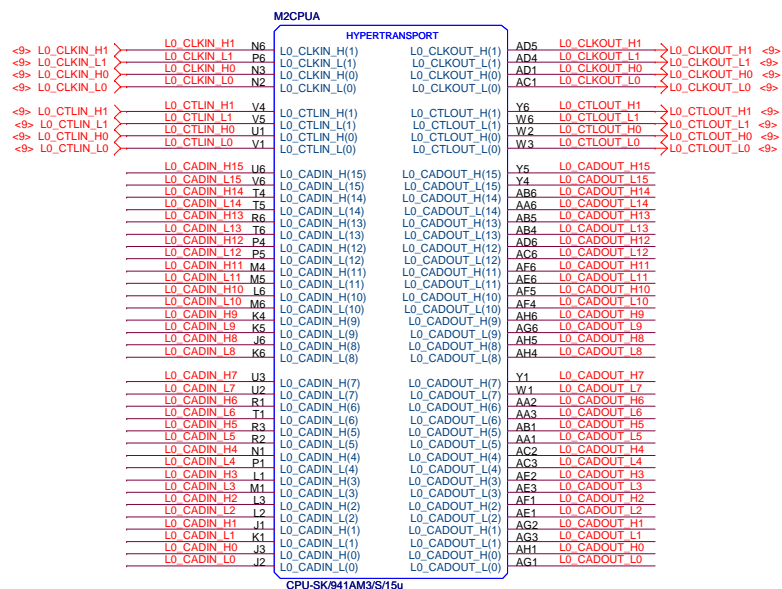 M2CPUA
HYPERTRANSPORT
<9> L0_CLKIN_H1 L0_CLKIN_H1 N6 L0_CLKIN_H(1) L0_CLKOUT_H(1) AD5 L0_CLKOUT_H1 L0_CLKOUT_H1 <9>
<9> L0_CLKIN_L1 L0_CLKIN_L1 P6 L0_CLKIN_L(1) L0_CLKOUT_L(1) AD4 L0_CLKOUT_L1 L0_CLKOUT_L1 <9>
<9> L0_CLKIN_H0 L0_CLKIN_H0 N3 L0_CLKIN_H(0) L0_CLKOUT_H(0) AD1 L0_CLKOUT_H0 L0_CLKOUT_H0 <9>
<9> L0_CLKIN_L0 L0_CLKIN_L0 N2 L0_CLKIN_L(0) L0_CLKOUT_L(0) AC1 L0_CLKOUT_L0 L0_CLKOUT_L0 <9>
<9> L0_CTLIN_H1 L0_CTLIN_H1 V4 L0_CTLIN_H(1) L0_CTLOUT_H(1) Y6 L0_CTLOUT_H1 L0_CTLOUT_H1 <9>
<9> L0_CTLIN_L1 L0_CTLIN_L1 V5 L0_CTLIN_L(1) L0_CTLOUT_L(1) W6 L0_CTLOUT_L1 L0_CTLOUT_L1 <9>
<9> L0_CTLIN_H0 L0_CTLIN_H0 U1 L0_CTLIN_H(0) L0_CTLOUT_H(0) W2 L0_CTLOUT_H0 L0_CTLOUT_H0 <9>
<9> L0_CTLIN_L0 L0_CTLIN_L0 V1 L0_CTLIN_L(0) L0_CTLOUT_L(0) W3 L0_CTLOUT_L0 L0_CTLOUT_L0 <9>
L0_CADIN_H15 U6 L0_CADIN_H(15) L0_CADOUT_H(15) Y5 L0_CADOUT_H15
L0_CADIN_L15 V6 L0_CADIN_L(15) L0_CADOUT_L(15) Y4 L0_CADOUT_L15
L0_CADIN_H14 T4 L0_CADIN_H(14) L0_CADOUT_H(14) AB6 L0_CADOUT_H14
L0_CADIN_L14 T5 L0_CADIN_L(14) L0_CADOUT_L(14) AA6 L0_CADOUT_L14
L0_CADIN_H13 R6 L0_CADIN_H(13) L0_CADOUT_H(13) AB5 L0_CADOUT_H13
L0_CADIN_L13 T6 L0_CADIN_L(13) L0_CADOUT_L(13) AB4 L0_CADOUT_L13
L0_CADIN_H12 P4 L0_CADIN_H(12) L0_CADOUT_H(12) AD6 L0_CADOUT_H12
L0_CADIN_L12 P5 L0_CADIN_L(12) L0_CADOUT_L(12) AC6 L0_CADOUT_L12
L0_CADIN_H11 M4 L0_CADIN_H(11) L0_CADOUT_H(11) AF6 L0_CADOUT_H11
L0_CADIN_L11 M5 L0_CADIN_L(11) L0_CADOUT_L(11) AE6 L0_CADOUT_L11
L0_CADIN_H10 L6 L0_CADIN_H(10) L0_CADOUT_H(10) AF5 L0_CADOUT_H10
L0_CADIN_L10 M6 L0_CADIN_L(10) L0_CADOUT_L(10) AF4 L0_CADOUT_L10
L0_CADIN_H9 K4 L0_CADIN_H(9) L0_CADOUT_H(9) AH6 L0_CADOUT_H9
L0_CADIN_L9 K5 L0_CADIN_L(9) L0_CADOUT_L(9) AG6 L0_CADOUT_L9
L0_CADIN_H8 J6 L0_CADIN_H(8) L0_CADOUT_H(8) AH5 L0_CADOUT_H8
L0_CADIN_L8 K6 L0_CADIN_L(8) L0_CADOUT_L(8) AH4 L0_CADOUT_L8
L0_CADIN_H7 U3 L0_CADIN_H(7) L0_CADOUT_H(7) Y1 L0_CADOUT_H7
L0_CADIN_L7 U2 L0_CADIN_L(7) L0_CADOUT_L(7) W1 L0_CADOUT_L7
L0_CADIN_H6 R1 L0_CADIN_H(6) L0_CADOUT_H(6) AA2 L0_CADOUT_H6
L0_CADIN_L6 T1 L0_CADIN_L(6) L0_CADOUT_L(6) AA3 L0_CADOUT_L6
L0_CADIN_H5 R3 L0_CADIN_H(5) L0_CADOUT_H(5) AB1 L0_CADOUT_H5
L0_CADIN_L5 R2 L0_CADIN_L(5) L0_CADOUT_L(5) AA1 L0_CADOUT_L5
L0_CADIN_H4 N1 L0_CADIN_H(4) L0_CADOUT_H(4) AC2 L0_CADOUT_H4
L0_CADIN_L4 P1 L0_CADIN_L(4) L0_CADOUT_L(4) AC3 L0_CADOUT_L4
L0_CADIN_H3 L1 L0_CADIN_H(3) L0_CADOUT_H(3) AE2 L0_CADOUT_H3
L0_CADIN_L3 M1 L0_CADIN_L(3) L0_CADOUT_L(3) AE3 L0_CADOUT_L3
L0_CADIN_H2 L3 L0_CADIN_H(2) L0_CADOUT_H(2) AF1 L0_CADOUT_H2
L0_CADIN_L2 L2 L0_CADIN_L(2) L0_CADOUT_L(2) AE1 L0_CADOUT_L2
L0_CADIN_H1 J1 L0_CADIN_H(1) L0_CADOUT_H(1) AG2 L0_CADOUT_H1
L0_CADIN_L1 K1 L0_CADIN_L(1) L0_CADOUT_L(1) AG3 L0_CADOUT_L1
L0_CADIN_H0 J3 L0_CADIN_H(0) L0_CADOUT_H(0) AH1 L0_CADOUT_H0
L0_CADIN_L0 J2 L0_CADIN_L(0) L0_CADOUT_L(0) AG1 L0_CADOUT_L0
CPU-SK/941AM3/S/15u